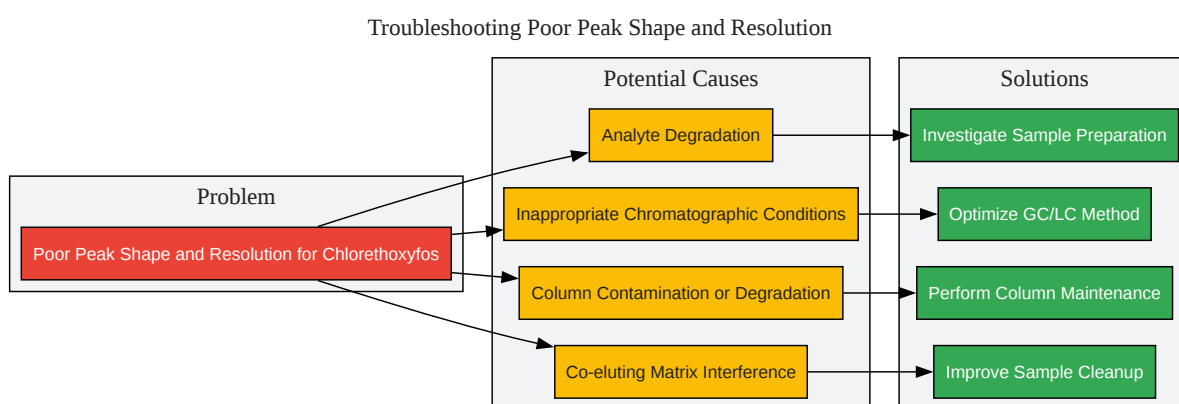 Troubleshooting Poor Peak Shape and Resolution
Problem
Poor Peak Shape and Resolution for Chlorethoxyfos
Potential Causes
Analyte Degradation
Inappropriate Chromatographic Conditions
Column Contamination or Degradation
Co-eluting Matrix Interference
Solutions
Investigate Sample Preparation
Optimize GC/LC Method
Perform Column Maintenance
Improve Sample Cleanup